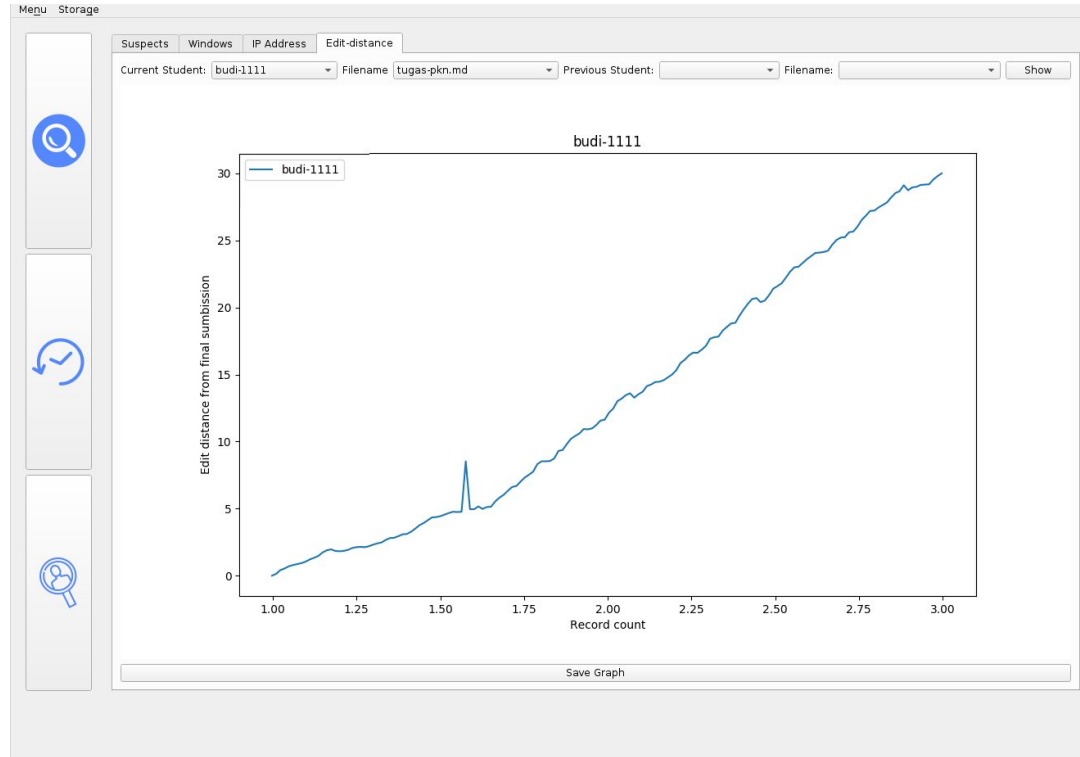 Menu Storage
Suspects Windows IP Address Edit-distance
Current Student: budi-1111 Filename tugas-pkn.md Previous Student: Filename: Show
budi-1111
budi-1111
30
25
20
15
10
5
0
Edit distance from final sumbission
1.00 1.25 1.50 1.75 2.00 2.25 2.50 2.75 3.00
Record count
Save Graph